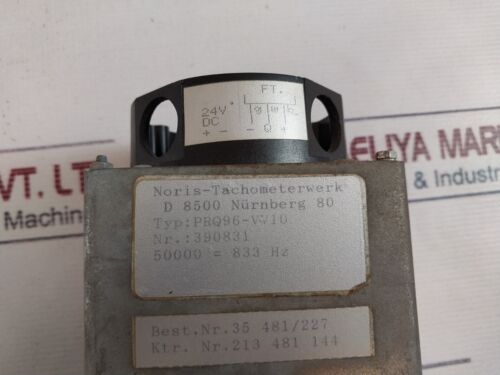 FT.
24V
DC
+ -
- Q +
VT. LT
ELIYA MAR
Machin
& Industri
Noris-Tachometerwerk
D 8500 Nürnberg 80
Typ:PRQ96-VW10
Nr.:390831
50000 = 833 Hz
Best.Nr.35 481/227
Ktr. Nr.213 481 144